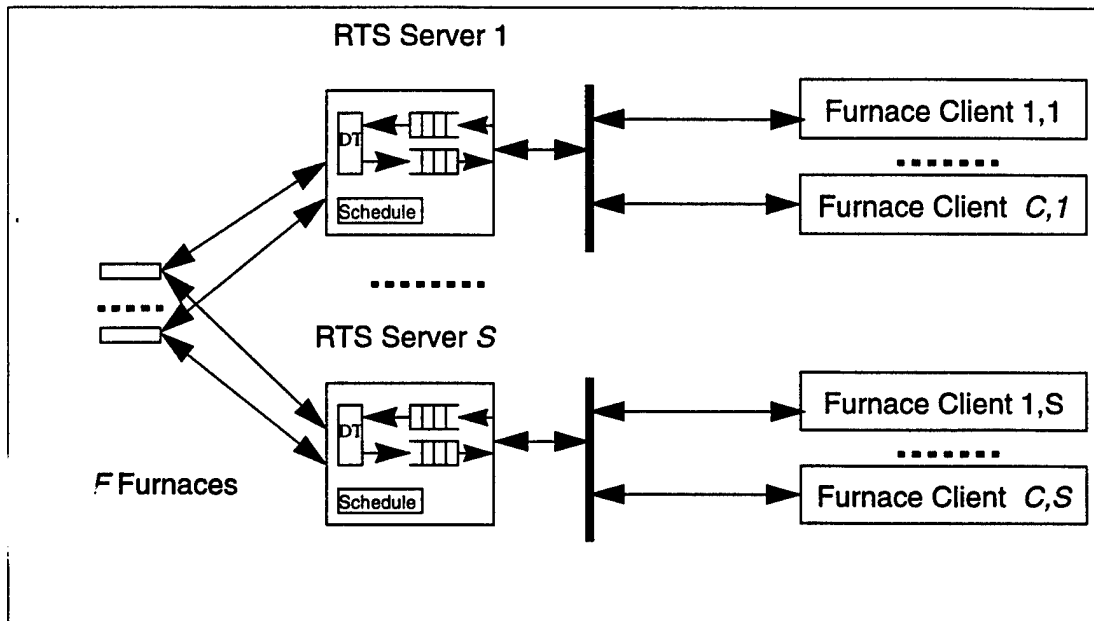 RTS Server 1
DT
Schedule
Furnace Client 1,1
Furnace Client C,1
RTS Server S
DT
Schedule
Furnace Client 1,S
Furnace Client C,S
F Furnaces